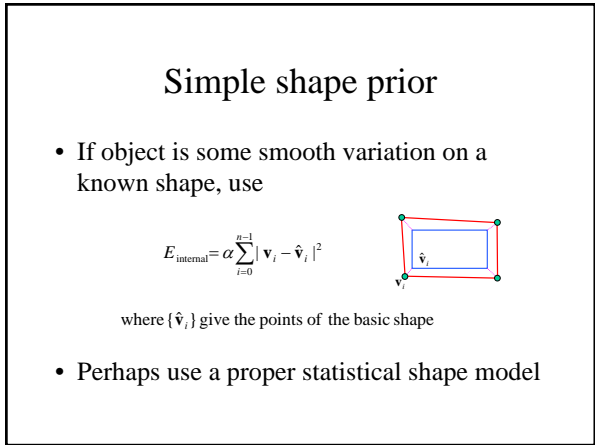 Simple shape prior
• If object is some smooth variation on a
known shape, use
E_internal = α ∑_{i=0}^{n−1} | v_i − v̂_i |²
v̂_i
v_i
where {v̂_i} give the points of the basic shape
• Perhaps use a proper statistical shape model